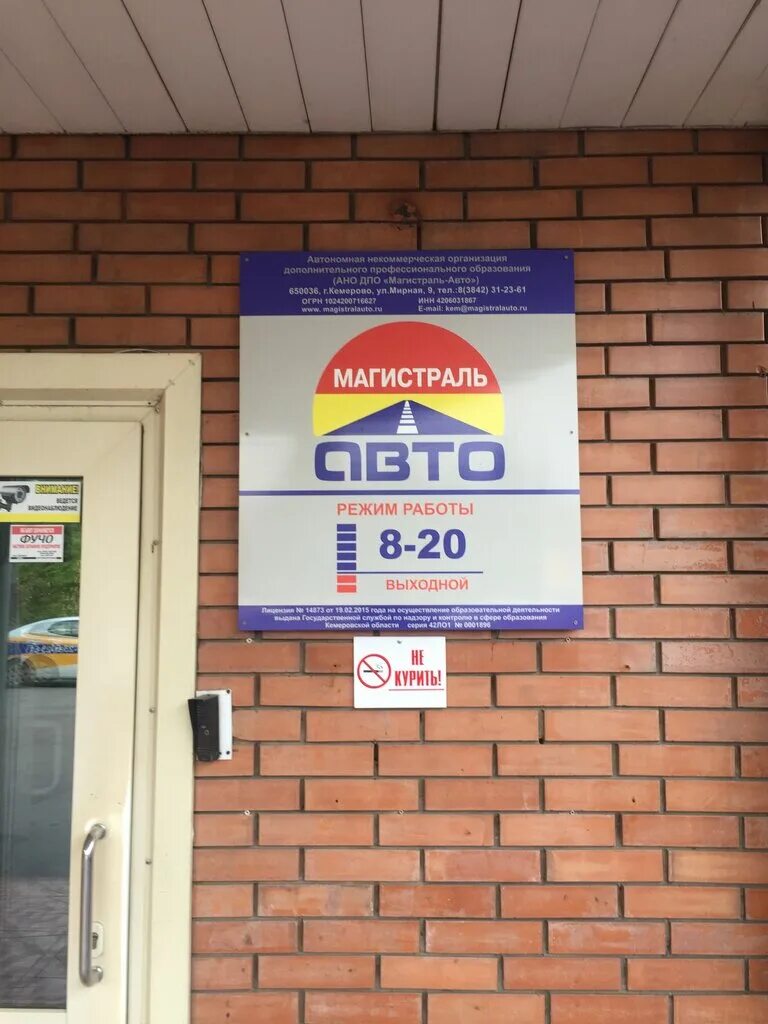 Автономная некоммерческая организация
дополнительного профессионального образования
(АНО ДПО «Магистраль-Авто»)
650036, г.Кемерово, ул.Мирная, 9, тел.:8(3842) 31-23-61
ОГРН 1024200716627 ИНН 4206031867
www. magistralauto.ru E-mail: kem@magistralauto.ru
МАГИСТРАЛЬ
АВТО
РЕЖИМ РАБОТЫ
8-20
ВЫХОДНОЙ
Лицензия № 14873 от 19.02.2015 года на осуществление образовательной деятельности
выдана Государственной службой по надзору и контролю в сфере образования
Кемеровской области серия 42ЛО1 № 0001896
НЕ
КУРИТЬ!
ВНИМАНИЕ!
ВЕДЕТСЯ
ВИДЕОНАБЛЮДЕНИЕ
ФУЧО